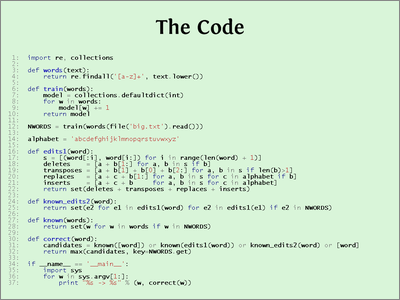 The Code
1: import re, collections
2:
3: def words(text):
4:     return re.findall('[a-z]+', text.lower())
5:
6: def train(words):
7:     model = collections.defaultdict(int)
8:     for w in words:
9:         model[w] += 1
10:     return model
11:
12: NWORDS = train(words(file('big.txt').read()))
13:
14: alphabet = 'abcdefghijklmnopqrstuvwxyz'
15:
16: def edits1(word):
17:     s = [(word[:i], word[i:]) for i in range(len(word) + 1)]
18:     deletes    = [a + b[1:] for a, b in s if b]
19:     transposes = [a + b[1] + b[0] + b[2:] for a, b in s if len(b)>1]
20:     replaces   = [a + c + b[1:] for a, b in s for c in alphabet if b]
21:     inserts    = [a + c + b     for a, b in s for c in alphabet]
22:     return set(deletes + transposes + replaces + inserts)
23:
24: def known_edits2(word):
25:     return set(e2 for e1 in edits1(word) for e2 in edits1(e1) if e2 in NWORDS)
26:
27: def known(words):
28:     return set(w for w in words if w in NWORDS)
29:
30: def correct(word):
31:     candidates = known([word]) or known(edits1(word)) or known_edits2(word) or [word]
32:     return max(candidates, key=NWORDS.get)
33:
34: if __name__ == '__main__':
35:     import sys
36:     for w in sys.argv[1:]:
37:         print "%s -> %s" % (w, correct(w))